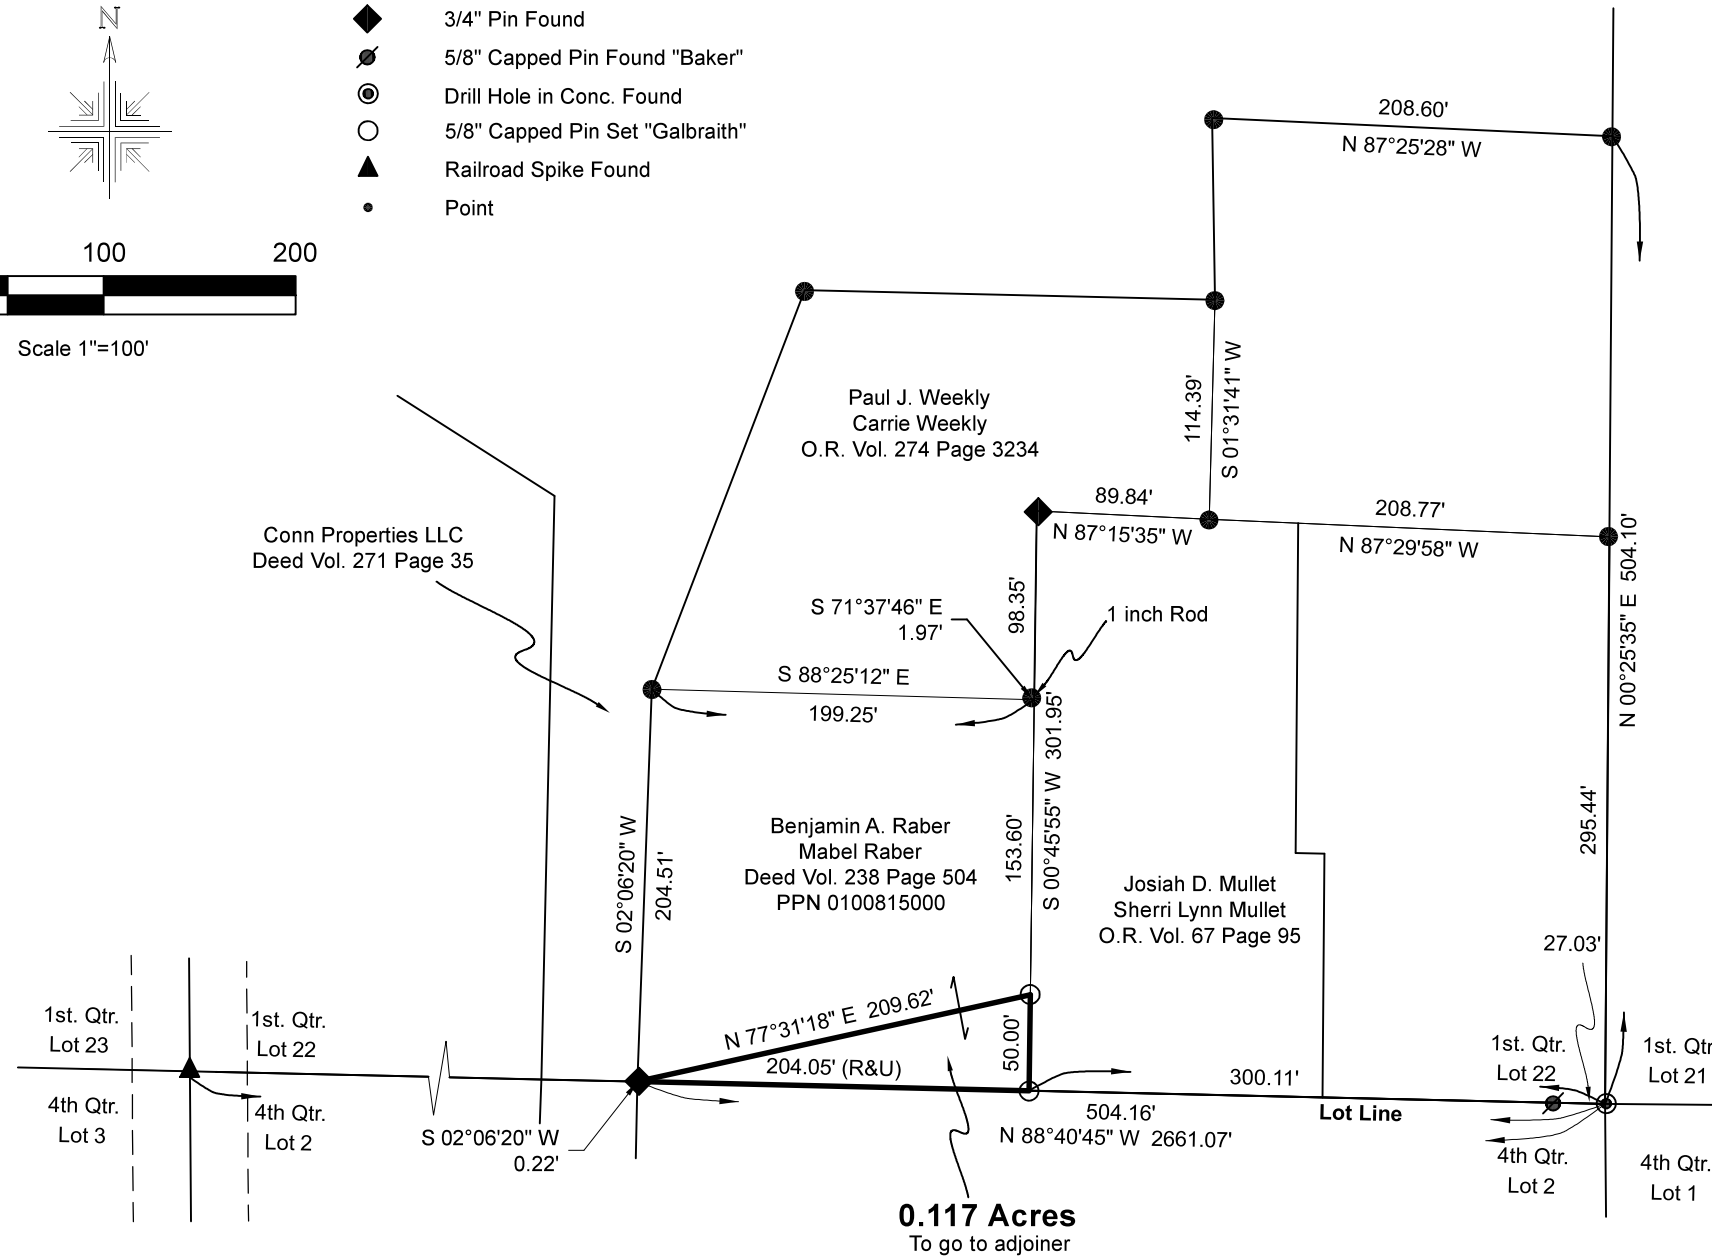 N
3/4" Pin Found
5/8" Capped Pin Found "Baker"
Drill Hole in Conc. Found
5/8" Capped Pin Set "Galbraith"
Railroad Spike Found
Point
100 200
Scale 1"=100'
208.60'
N 87°25'28" W
114.39'
S 01°31'41" W
Paul J. Weekly
Carrie Weekly
O.R. Vol. 274 Page 3234
89.84'
N 87°15'35" W
208.77'
N 87°29'58" W
N 00°25'35" E 504.10'
Conn Properties LLC
Deed Vol. 271 Page 35
S 71°37'46" E
1.97'
98.35'
1 inch Rod
S 88°25'12" E
199.25'
S 00°45'55" W 301.95'
153.60'
295.44'
S 02°06'20" W
204.51'
Benjamin A. Raber
Mabel Raber
Deed Vol. 238 Page 504
PPN 0100815000
Josiah D. Mullet
Sherri Lynn Mullet
O.R. Vol. 67 Page 95
27.03'
N 77°31'18" E 209.62'
50.00'
204.05' (R&U)
1st. Qtr.
Lot 23
1st. Qtr.
Lot 22
4th Qtr.
Lot 3
4th Qtr.
Lot 2
1st. Qtr.
Lot 22
1st. Qtr
Lot 21
300.11'
Lot Line
504.16'
N 88°40'45" W 2661.07'
S 02°06'20" W
0.22'
4th Qtr.
Lot 2
4th Qtr.
Lot 1
0.117 Acres
To go to adjoiner